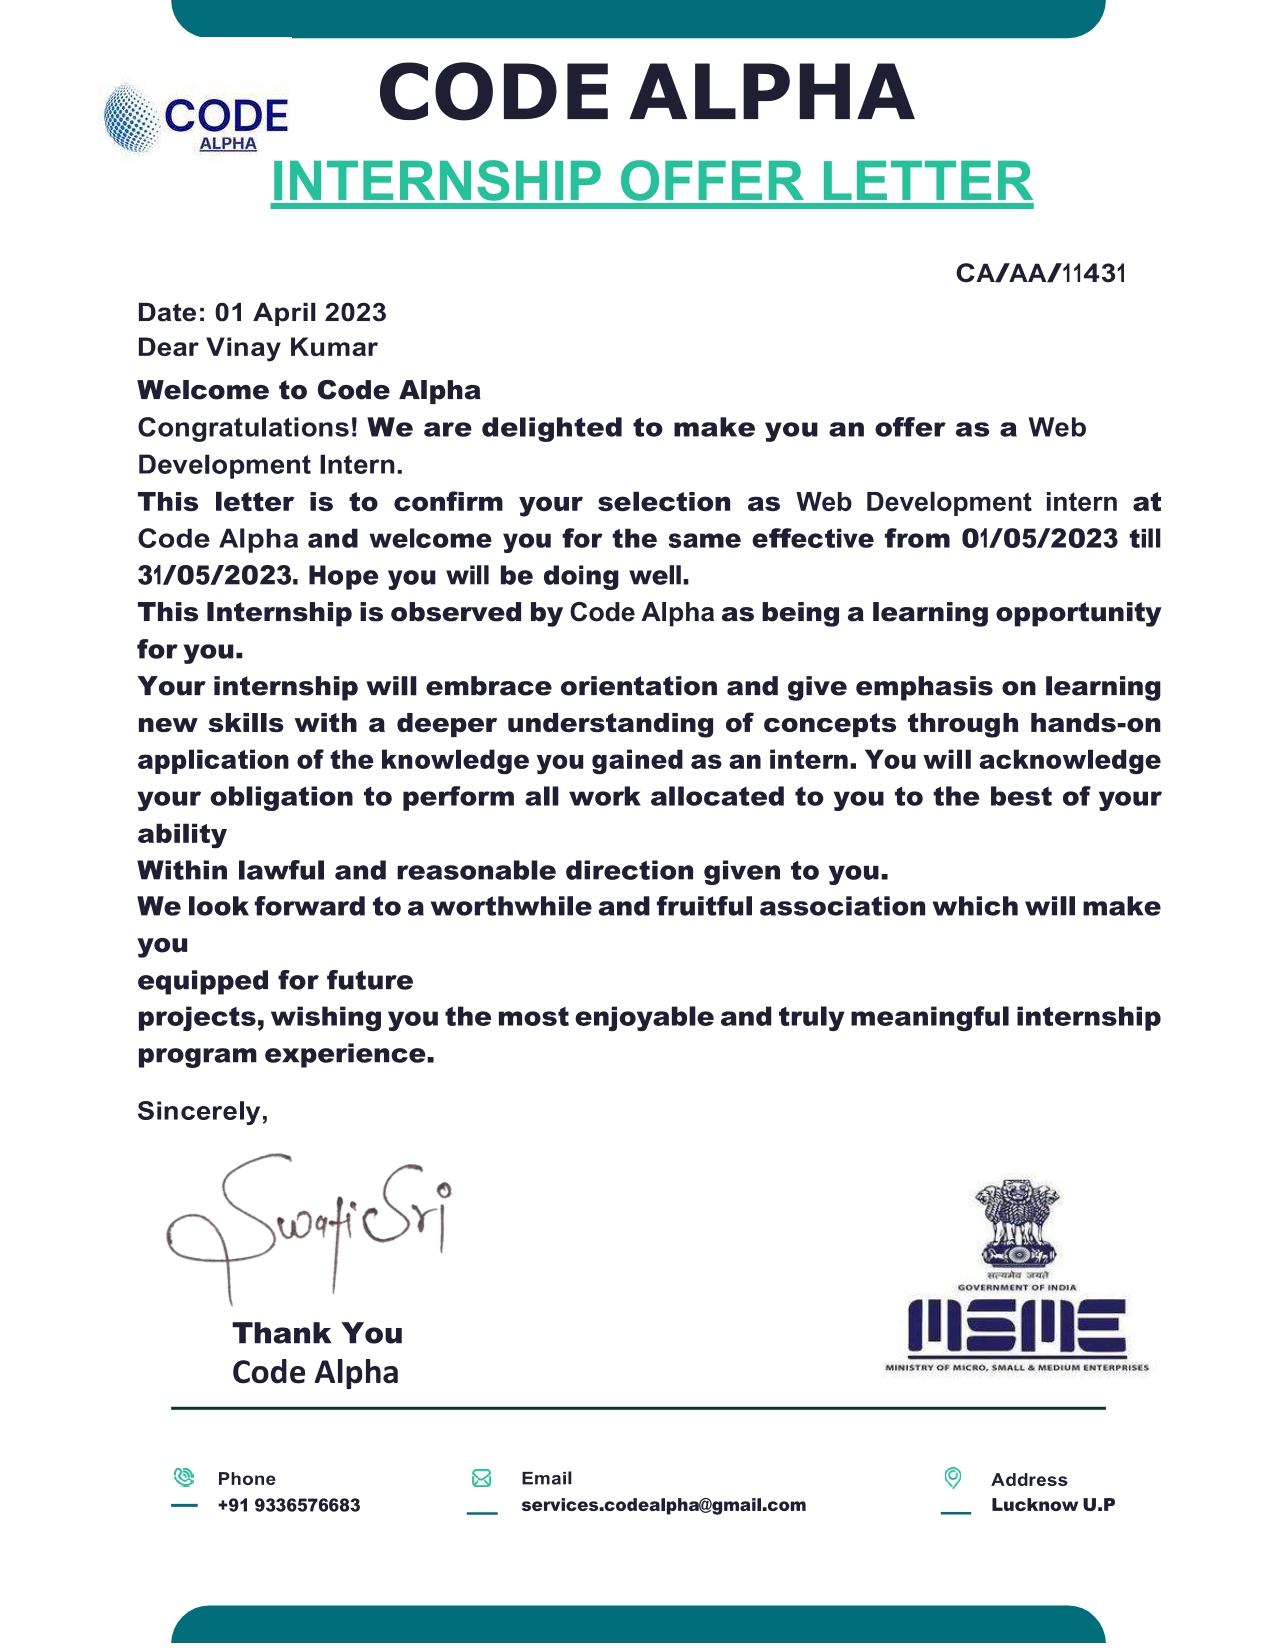 CODE ALPHA
CODE
ALPHA
INTERNSHIP OFFER LETTER
CA/AA/11431
Date: 01 April 2023
Dear Vinay Kumar
Welcome to Code Alpha
Congratulations! We are delighted to make you an offer as a Web
Development Intern.
This letter is to confirm your selection as Web Development intern at
Code Alpha and welcome you for the same effective from 01/05/2023 till
31/05/2023. Hope you will be doing well.
This Internship is observed by Code Alpha as being a learning opportunity
for you.
Your internship will embrace orientation and give emphasis on learning
new skills with a deeper understanding of concepts through hands-on
application of the knowledge you gained as an intern. You will acknowledge
your obligation to perform all work allocated to you to the best of your
ability
Within lawful and reasonable direction given to you.
We look forward to a worthwhile and fruitful association which will make
you
equipped for future
projects, wishing you the most enjoyable and truly meaningful internship
program experience.
Sincerely,
Swati Sri
Thank You
Code Alpha
सत्यमेव जयते
GOVERNMENT OF INDIA
MSME
MINISTRY OF MICRO, SMALL & MEDIUM ENTERPRISES
Phone
+91 9336576683
Email
services.codealpha@gmail.com
Address
Lucknow U.P